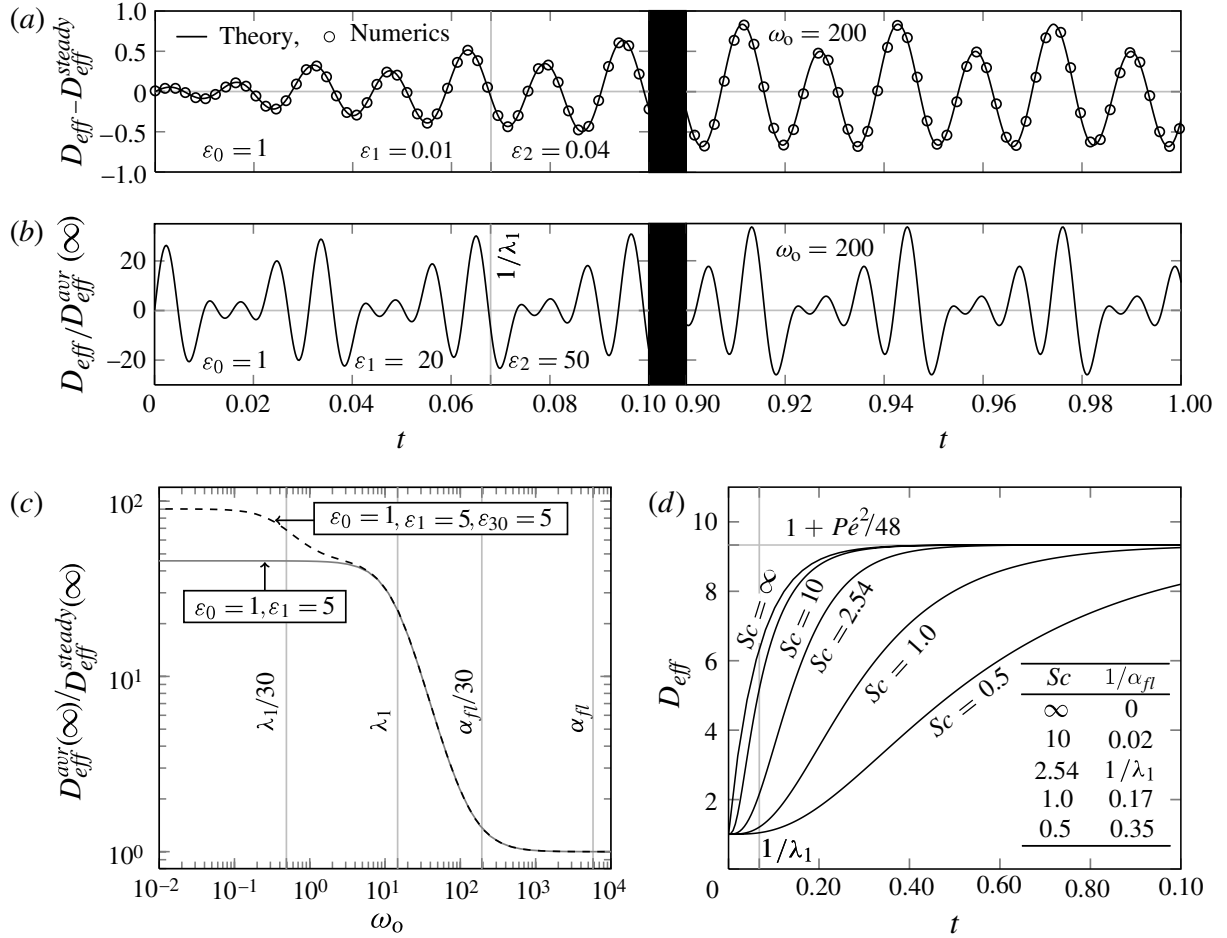 (a)
D_eff − D_eff^steady
1.0
0.5
0
−0.5
−1.0
Theory, Numerics
ω_o = 200
ε_0 = 1 ε_1 = 0.01 ε_2 = 0.04
(b)
D_eff/D_eff^avr(∞)
20
0
−20
1/λ_1
ω_o = 200
ε_0 = 1 ε_1 = 20 ε_2 = 50
0 0.02 0.04 0.06 0.08 0.10 0.90 0.92 0.94 0.96 0.98 1.00
t t
(c)
D_eff^avr(∞)/D_eff^steady(∞)
10^2
10^1
10^0
ε_0 = 1, ε_1 = 5, ε_30 = 5
ε_0 = 1, ε_1 = 5
λ_1/30
λ_1
α_fl/30
α_fl
10^−2 10^−1 10^0 10^1 10^2 10^3 10^4
ω_o
(d)
D_eff
10
8
6
4
2
0
1 + Pé^2/48
Sc = ∞
Sc = 10
Sc = 2.54
Sc = 1.0
Sc = 0.5
Sc 1/α_fl
∞ 0
10 0.02
2.54 1/λ_1
1.0 0.17
0.5 0.35
1/λ_1
0.20 0.40 0.60 0.80 0.10
t